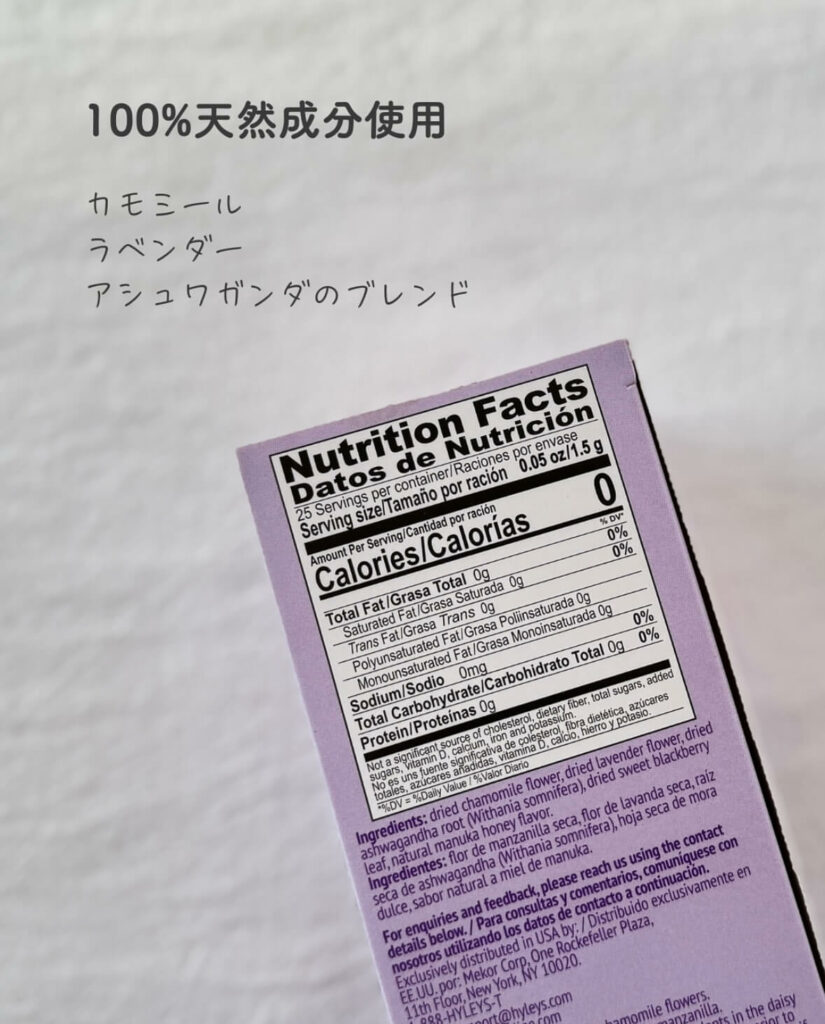 100%天然成分使用
カモミール
ラベンダー
アシュワガンダのブレンド
Nutrition Facts
Datos de Nutrición
25 Servings per container/Raciones por envase
Serving size/Tamaño por ración 0.05 oz/1.5 g
Amount Per Serving/Cantidad por ración
Calories/Calorías 0
% DV*
Total Fat/Grasa Total 0g 0%
Saturated Fat/Grasa Saturada 0g 0%
Trans Fat/Grasa Trans 0g
Polyunsaturated Fat/Grasa Poliinsaturada 0g
Monounsaturated Fat/Grasa Monoinsaturada 0g
Sodium/Sodio 0mg 0%
Total Carbohydrate/Carbohidrato Total 0g 0%
Protein/Proteínas 0g
Not a significant source of cholesterol, dietary fiber, total sugars, added
sugars, vitamin D, calcium, iron and potassium.
No es una fuente significativa de colesterol, fibra dietética, azúcares
totales, azúcares añadidas, vitamina D, calcio, hierro y potasio.
*%DV = %Daily Value / %Valor Diario
Ingredients: dried chamomile flower, dried lavender flower, dried
ashwagandha root (Withania somnifera), dried sweet blackberry
leaf, natural manuka honey flavor.
Ingredientes: flor de manzanilla seca, flor de lavanda seca, raíz
seca de ashwagandha (Withania somnifera), hoja seca de mora
dulce, sabor natural a miel de manuka.
For enquiries and feedback, please reach us using the contact
details below. / Para consultas y comentarios, comuníquese con
nosotros utilizando los datos de contacto a continuación.
Exclusively distributed in USA by: / Distribuido exclusivamente en
EE.UU. por: Mekor Corp, One Rockefeller Plaza,
11th Floor, New York, NY 10020.
888-HYLEYS-T
@hyleys.com
chamomile flowers.
in the daisy